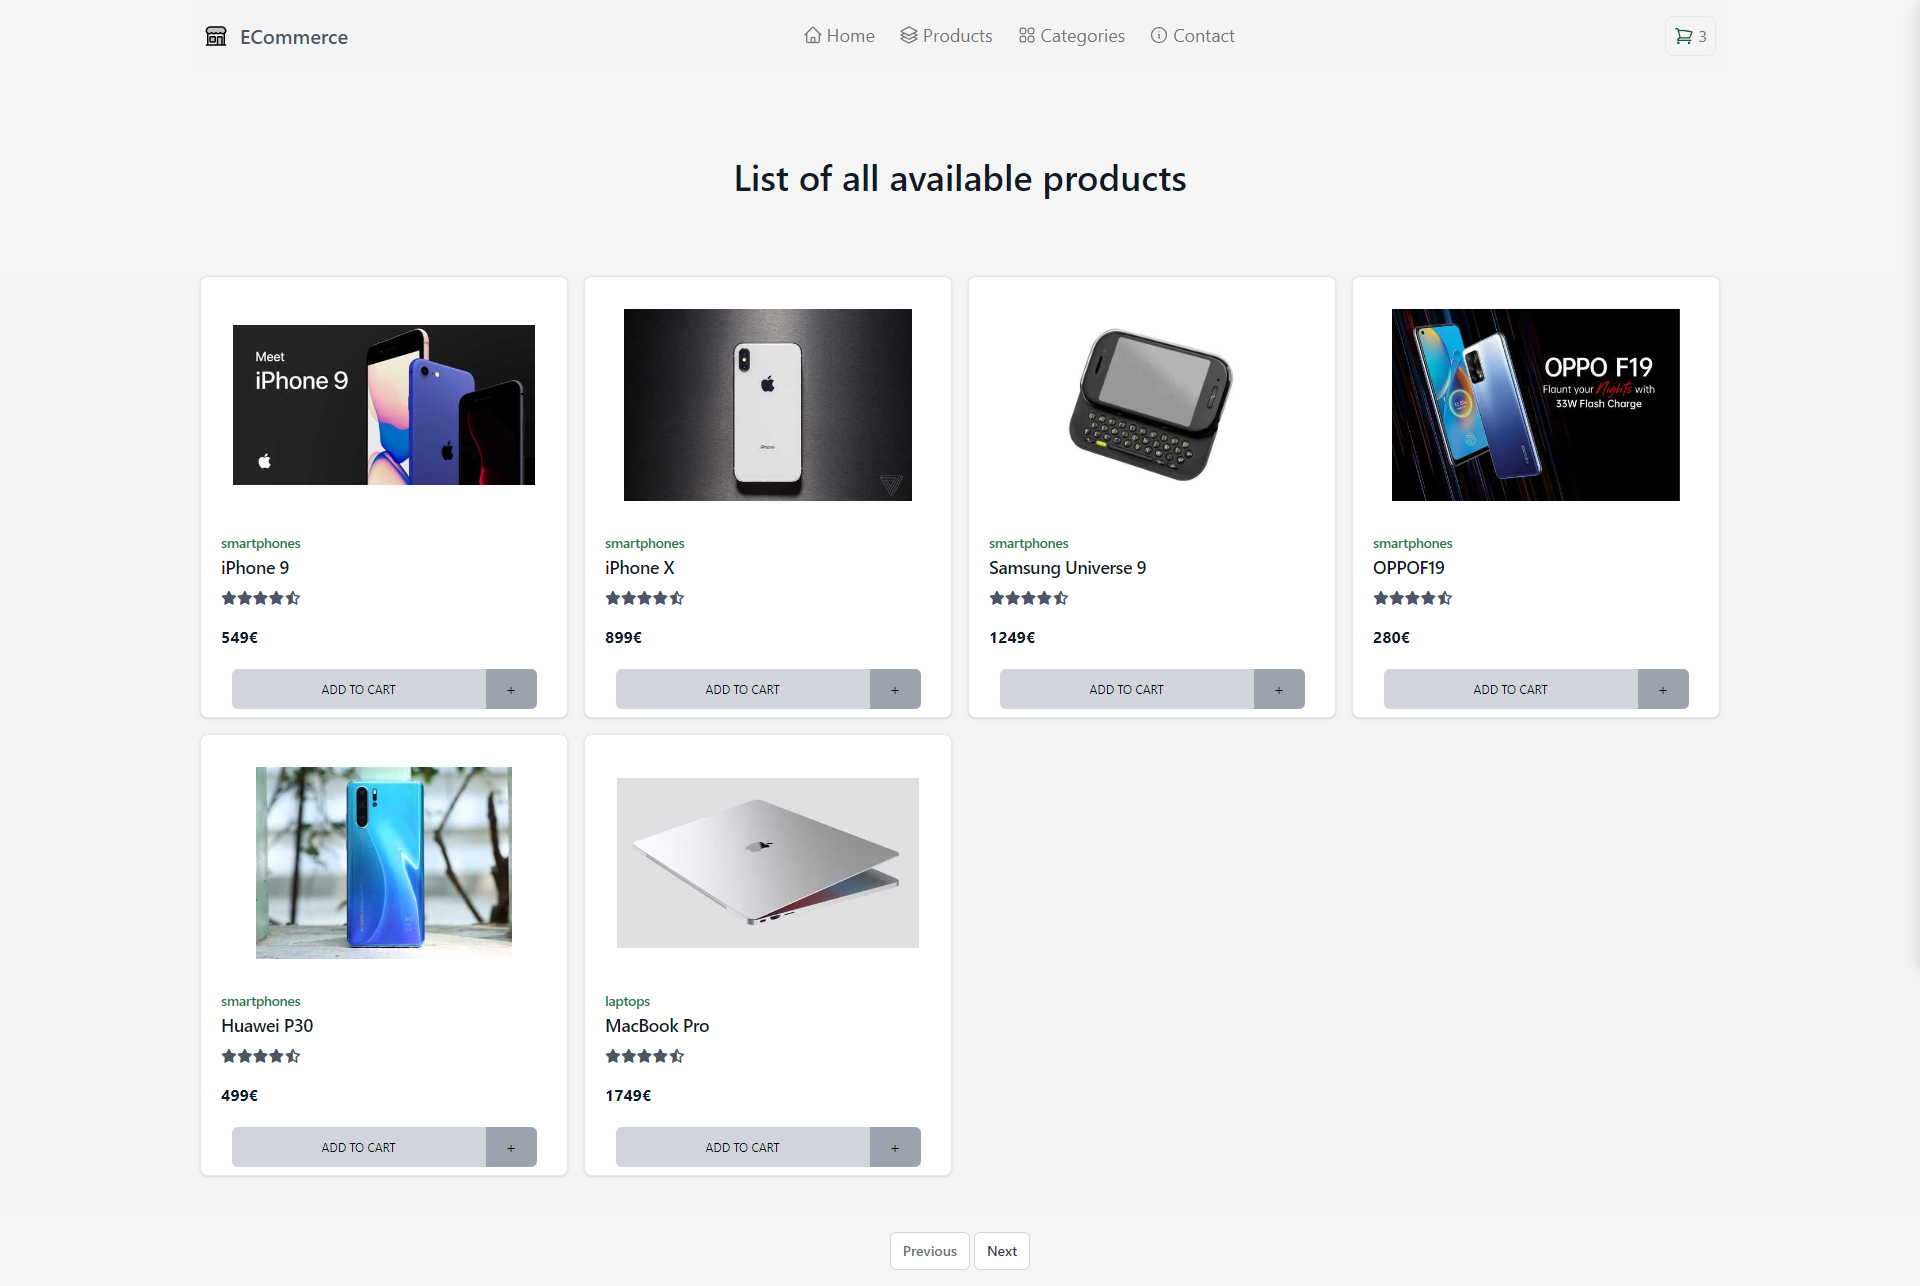 ECommerce
Home
Products
Categories
Contact
3
List of all available products
Meet
iPhone 9
smartphones
iPhone 9
549€
ADD TO CART
+
iPhone
smartphones
iPhone X
899€
ADD TO CART
+
smartphones
Samsung Universe 9
1249€
ADD TO CART
+
OPPO F19
Flaunt your Nights with
33W Flash Charge
smartphones
OPPOF19
280€
ADD TO CART
+
smartphones
Huawei P30
499€
ADD TO CART
+
laptops
MacBook Pro
1749€
ADD TO CART
+
Previous
Next